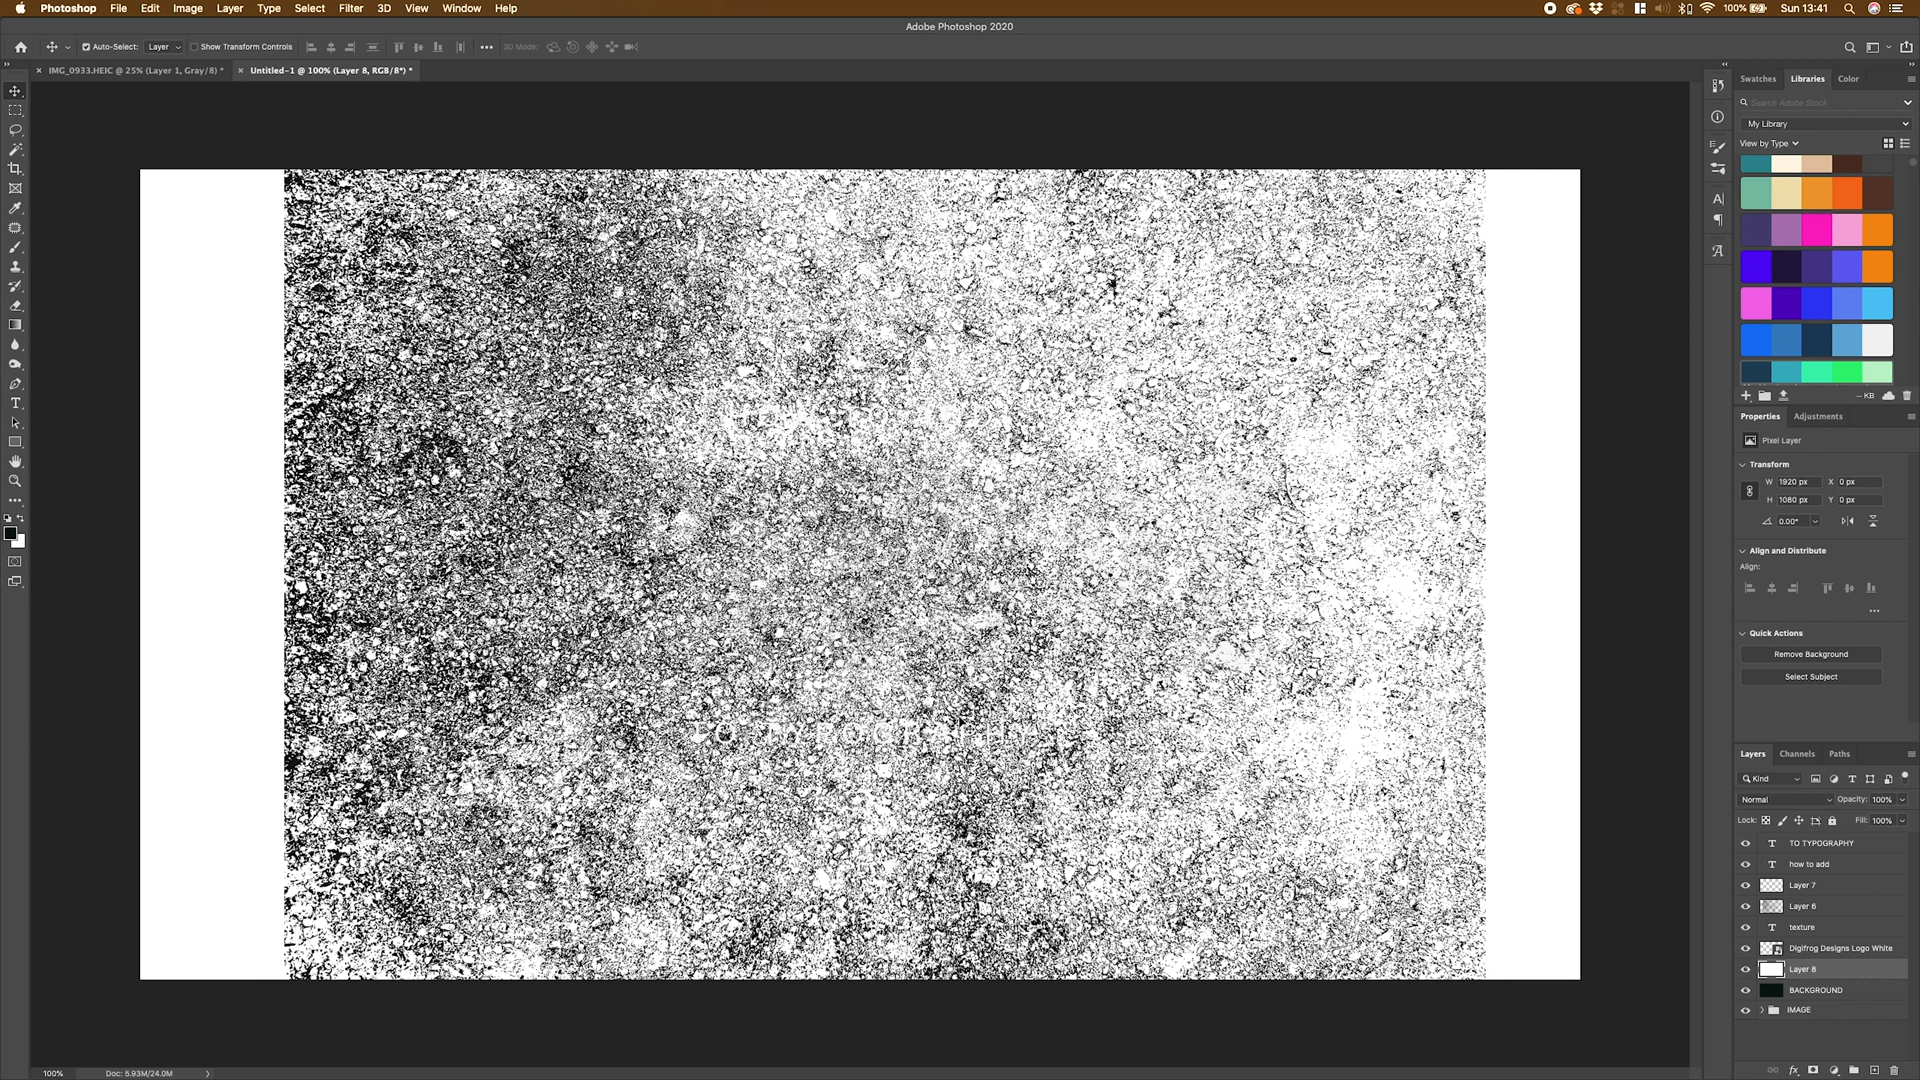 Photoshop File Edit Image Layer Type Select Filter 3D View Window Help
100% Sun 13:41
Adobe Photoshop 2020
Auto-Select: Layer Show Transform Controls 3D Mode:
IMG_0933.HEIC @ 25% (Layer 1, Gray/8) *
Untitled-1 @ 100% (Layer 8, RGB/8*) *
Swatches Libraries Color
Search Adobe Stock
My Library
View by Type
-- KB
Properties Adjustments
Pixel Layer
Transform
W 1920 px X 0 px
H 1080 px Y 0 px
0.00°
Align and Distribute
Align:
Quick Actions
Remove Background
Select Subject
TO TYPOGRAPHY
Layers Channels Paths
Kind
Normal Opacity: 100%
Lock: Fill: 100%
TO TYPOGRAPHY
how to add
Layer 7
Layer 6
texture
Digifrog Designs Logo White
Layer 8
BACKGROUND
IMAGE
100% Doc: 5.93M/24.0M